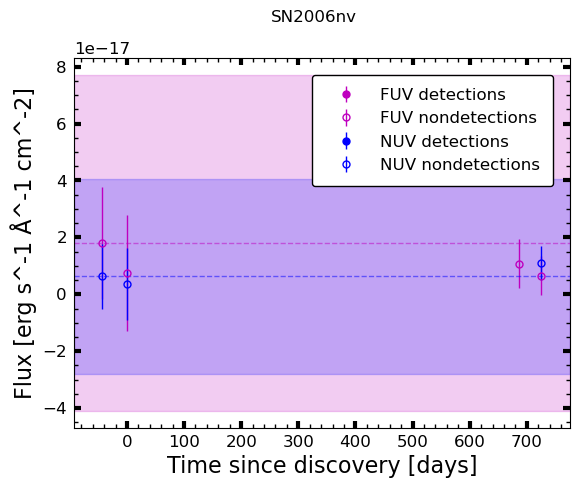 SN2006nv
1e−17
8
6
4
2
0
−2
−4
Flux [erg s^-1 Å^-1 cm^-2]
FUV detections
FUV nondetections
NUV detections
NUV nondetections
0 100 200 300 400 500 600 700
Time since discovery [days]